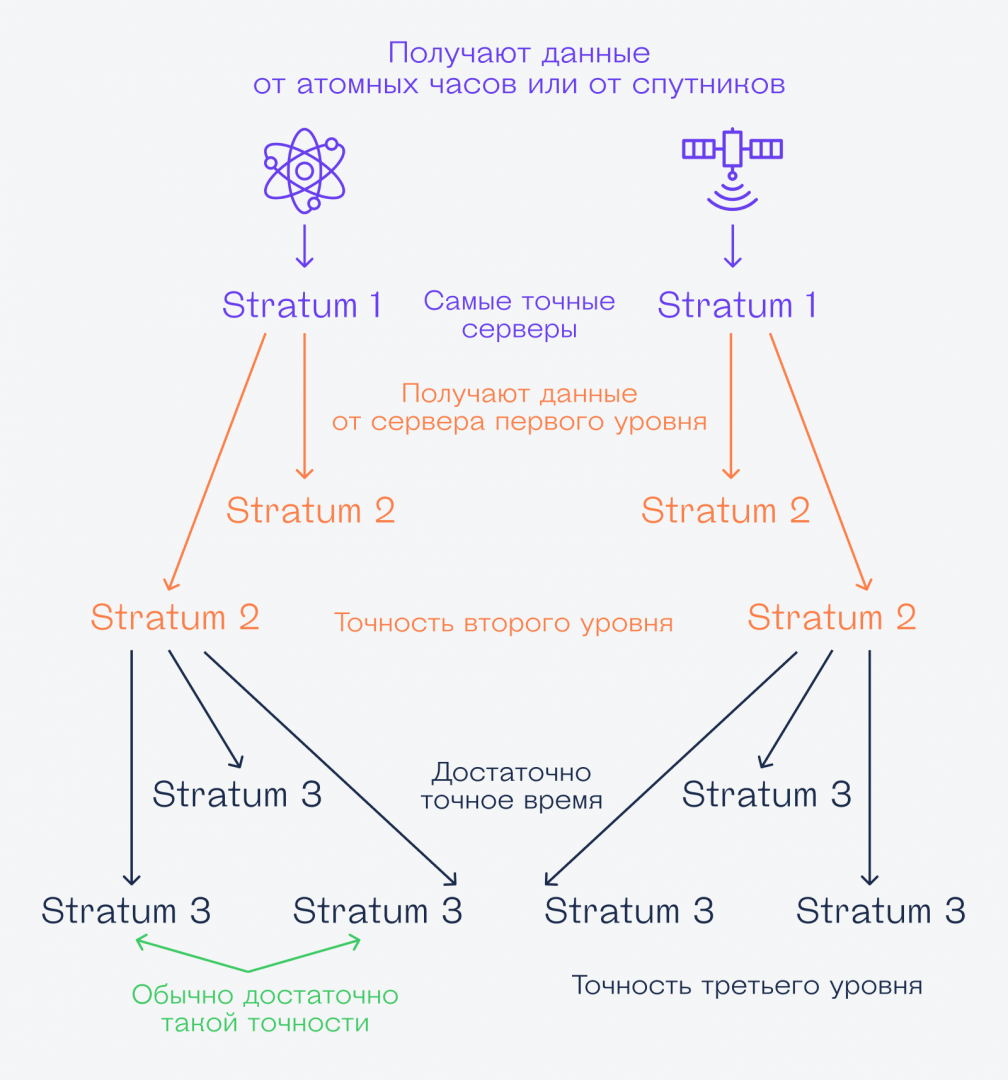 Получают данные
от атомных часов или от спутников
Stratum 1
Самые точные
серверы
Stratum 1
Получают данные
от сервера первого уровня
Stratum 2
Stratum 2
Stratum 2
Точность второго уровня
Stratum 2
Достаточно
точное время
Stratum 3
Stratum 3
Stratum 3
Stratum 3
Stratum 3
Stratum 3
Обычно достаточно
такой точности
Точность третьего уровня